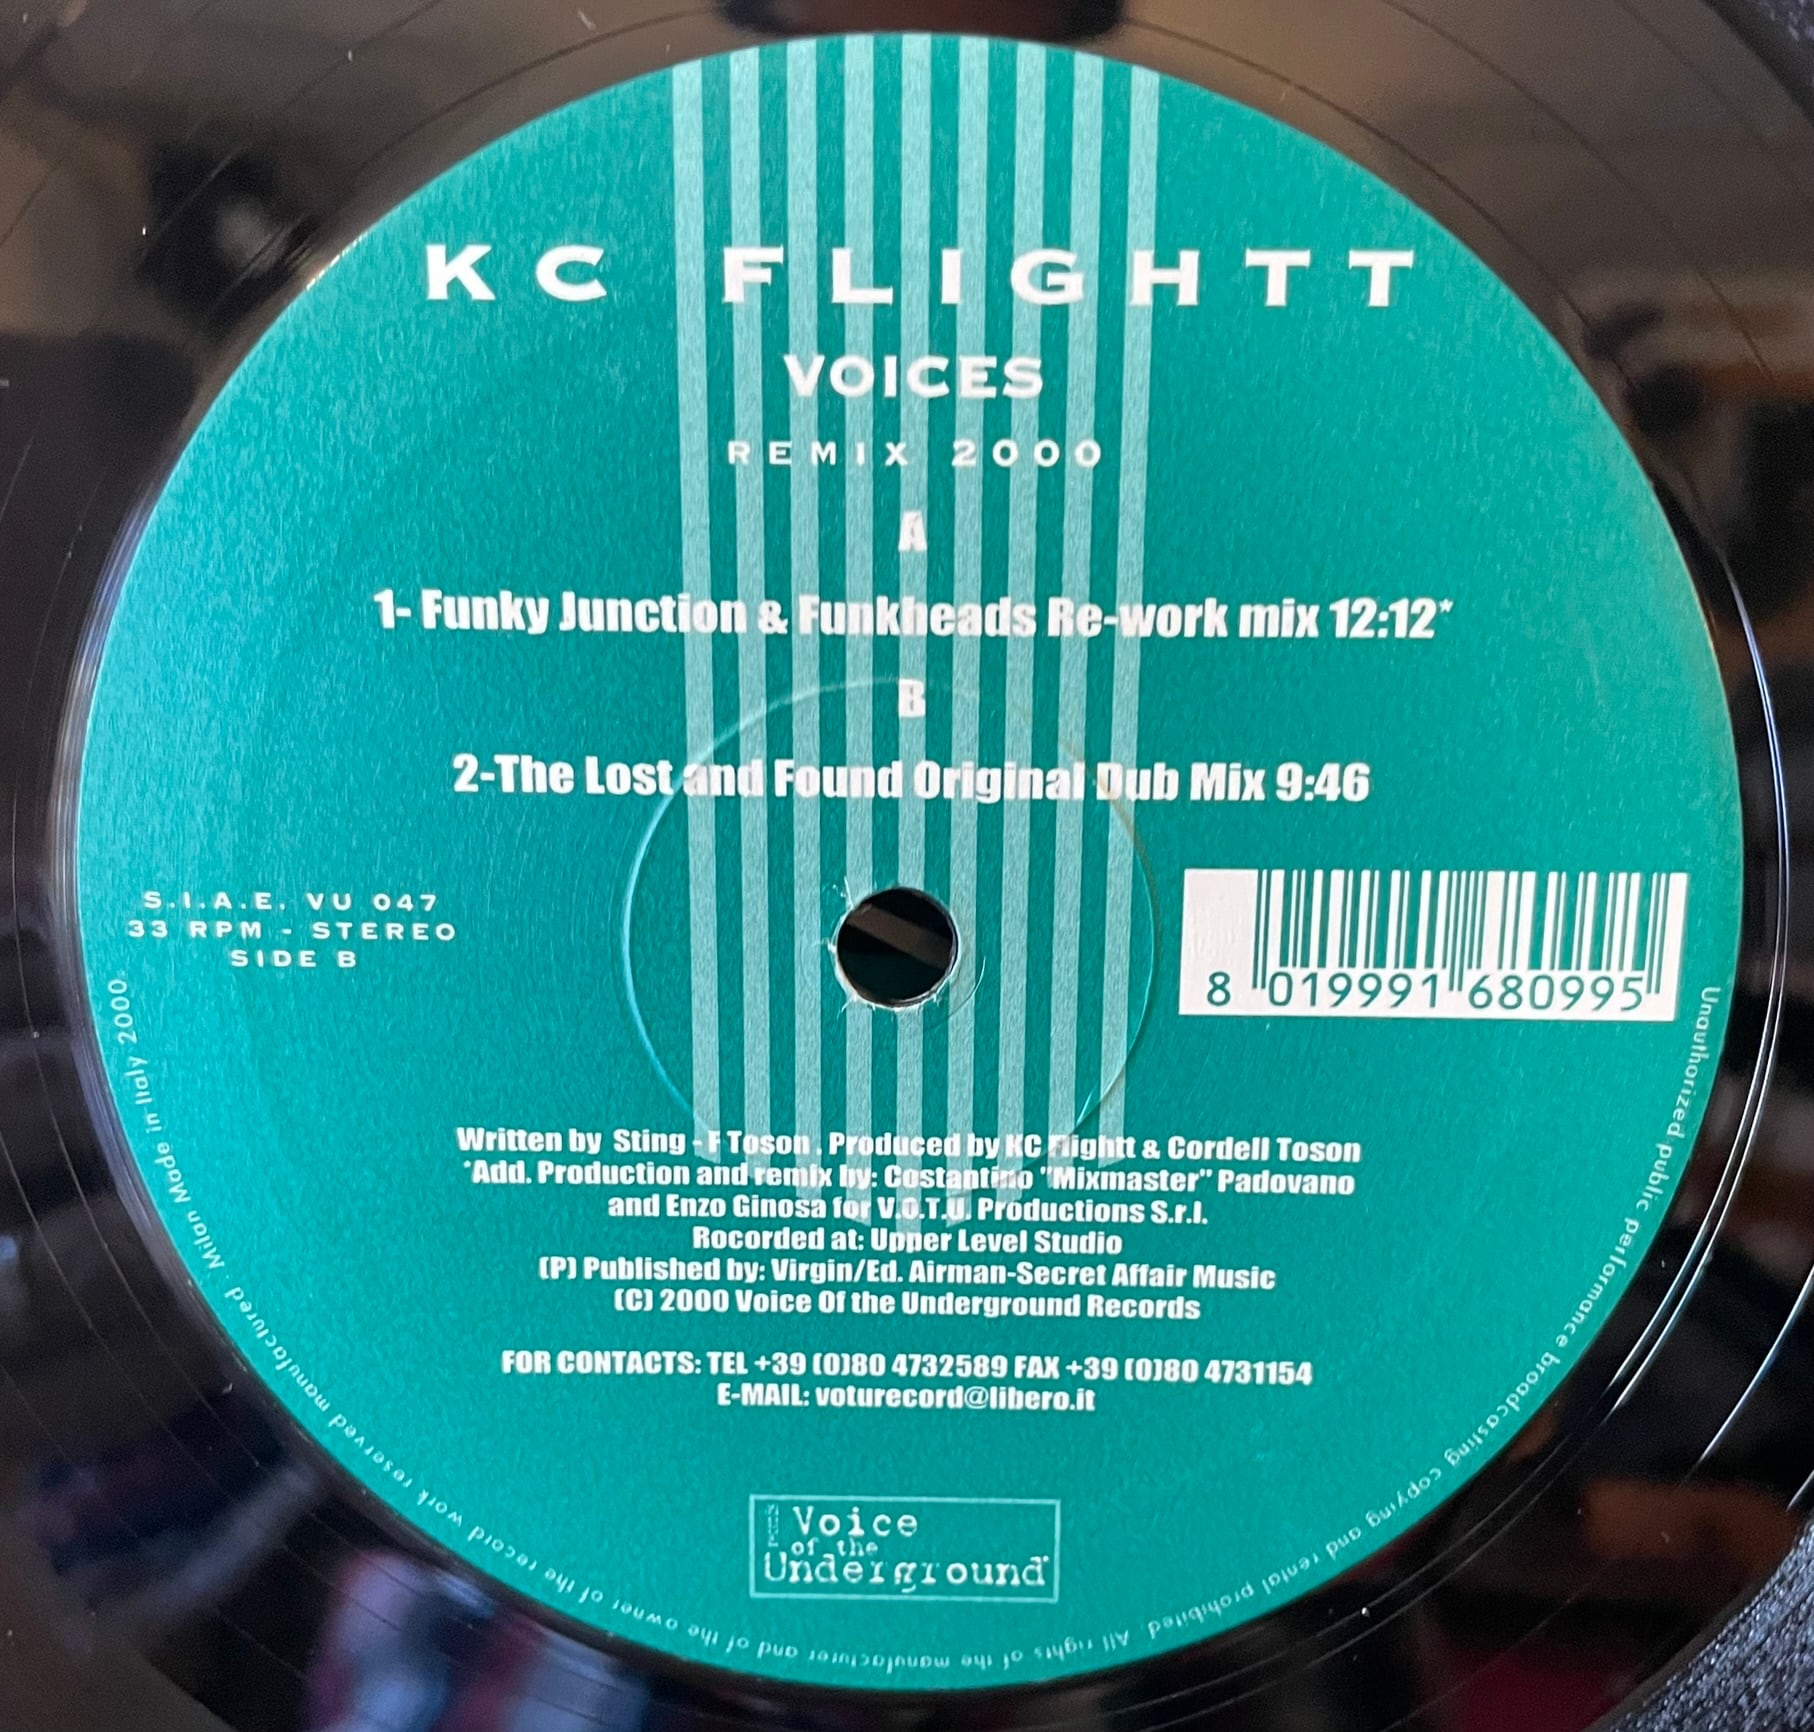 KC FLIGHTT
VOICES
REMIX 2000
A
1- Funky Junction & Funkheads Re-work mix 12:12*
B
2-The Lost and Found Original Dub Mix 9:46
S.I.A.E. VU 047
33 RPM - STEREO
SIDE B
8 019991 680995
Written by Sting - F Toson . Produced by KC Flightt & Cordell Toson
*Add. Production and remix by: Costantino "Mixmaster" Padovano
and Enzo Ginosa for V.O.T.U. Productions S.r.l.
Rocorded at: Upper Level Studio
(P) Published by: Virgin/Ed. Airman-Secret Affair Music
(C) 2000 Voice Of the Underground Records
FOR CONTACTS: TEL +39 (0)80 4732589 FAX +39 (0)80 4731154
E-MAIL: voturecord@libero.it
Voice
of the
Underground
Unauthorized public performance broadcasting copying and rental prohibited. All rights of the manufacturer and of the owner of the record work reserved manufactured: Milan Made in Italy 2000.